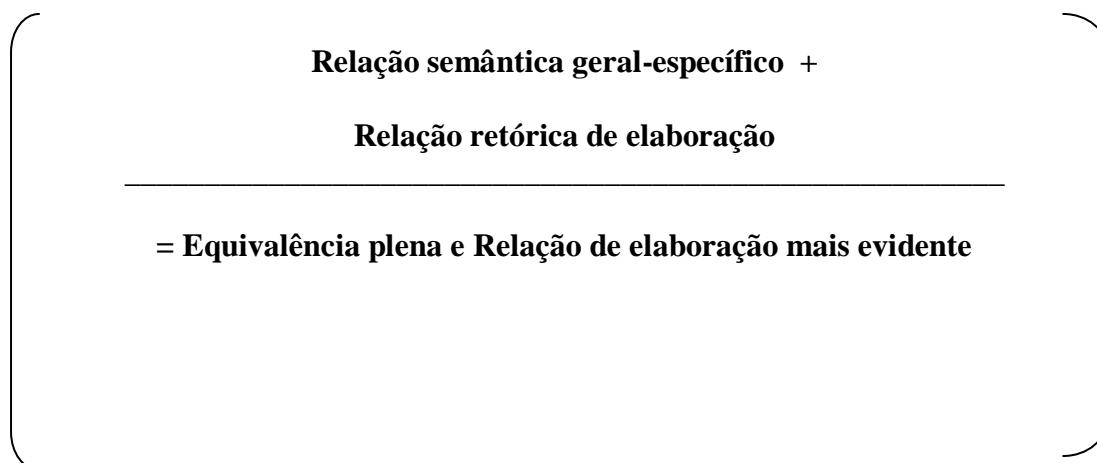 Relação semântica geral-específico +
Relação retórica de elaboração
= Equivalência plena e Relação de elaboração mais evidente